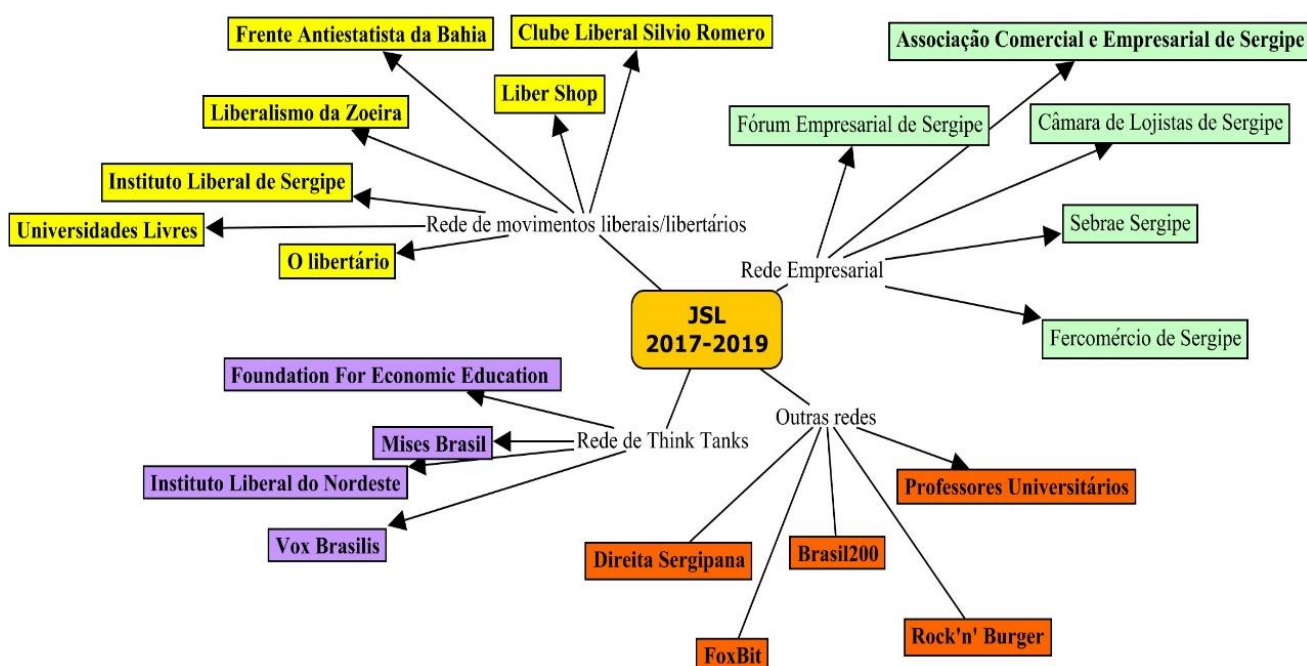 Frente Antiestatista da Bahia
Clube Liberal Silvio Romero
Liber Shop
Liberalismo da Zoeira
Instituto Liberal de Sergipe
Universidades Livres
O libertário
Rede de movimentos liberais/libertários
Associação Comercial e Empresarial de Sergipe
Fórum Empresarial de Sergipe
Câmara de Lojistas de Sergipe
Sebrae Sergipe
Rede Empresarial
Fercomércio de Sergipe
JSL
2017-2019
Foundation For Economic Education
Mises Brasil
Rede de Think Tanks
Instituto Liberal do Nordeste
Vox Brasilis
Outras redes
Professores Universitários
Direita Sergipana
Brasil200
FoxBit
Rock'n' Burger